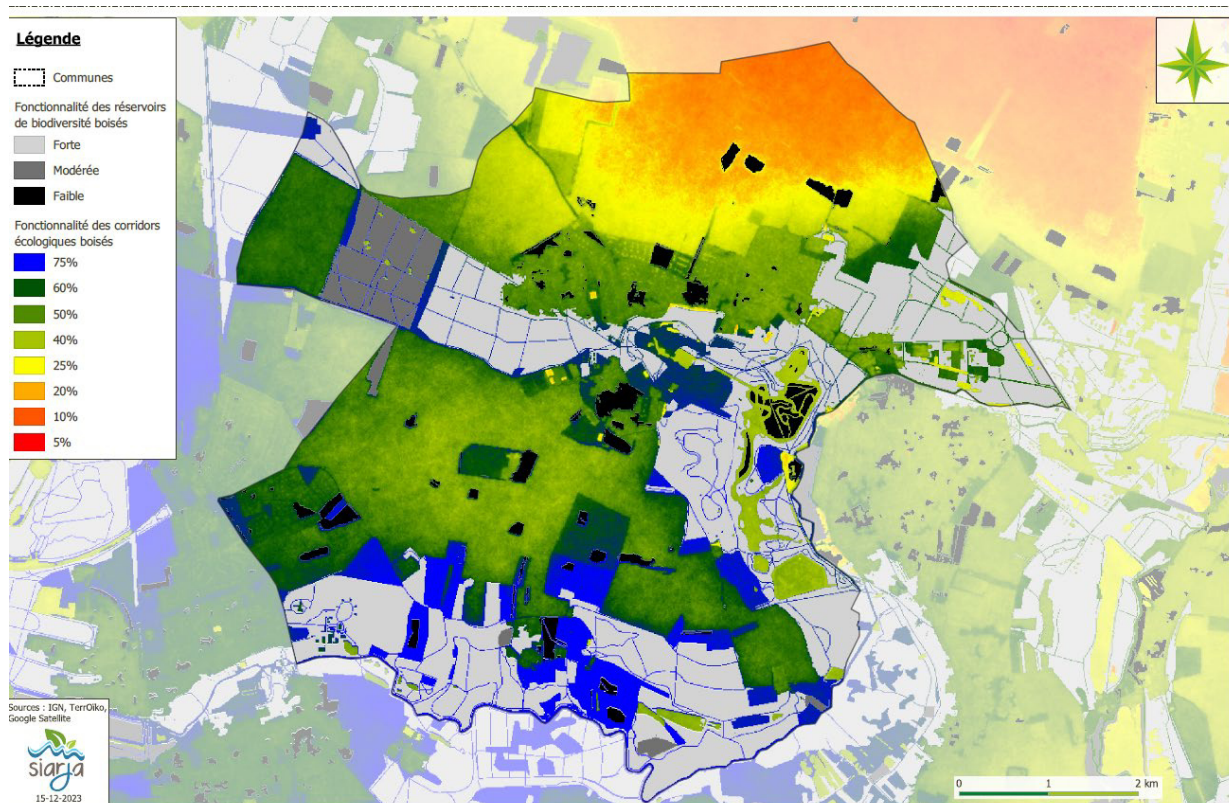 Légende
Communes
Fonctionnalité des réservoirs
de biodiversité boisés
Forte
Modérée
Faible
Fonctionnalité des corridors
écologiques boisés
75%
60%
50%
40%
25%
20%
10%
5%
Sources : IGN, TerrOïko,
Google Satellite
siarja
15-12-2023
0 1 2 km